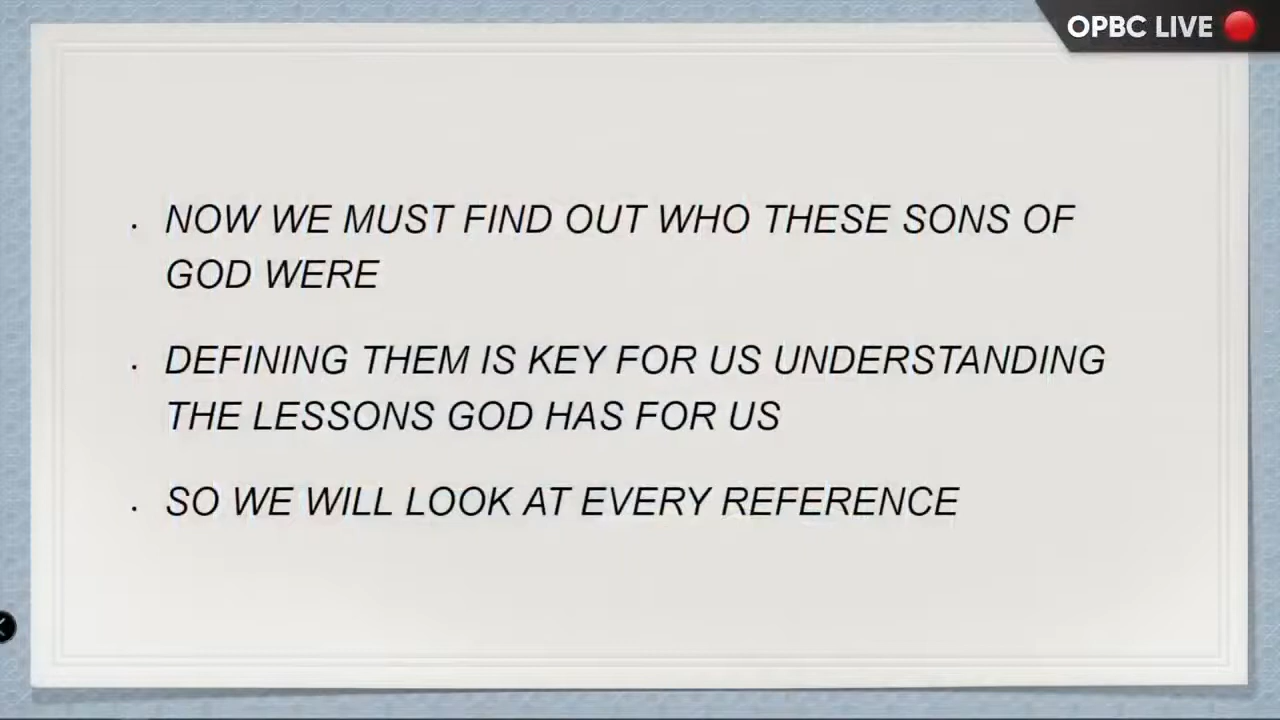 OPBC LIVE
· NOW WE MUST FIND OUT WHO THESE SONS OF
GOD WERE
· DEFINING THEM IS KEY FOR US UNDERSTANDING
THE LESSONS GOD HAS FOR US
· SO WE WILL LOOK AT EVERY REFERENCE